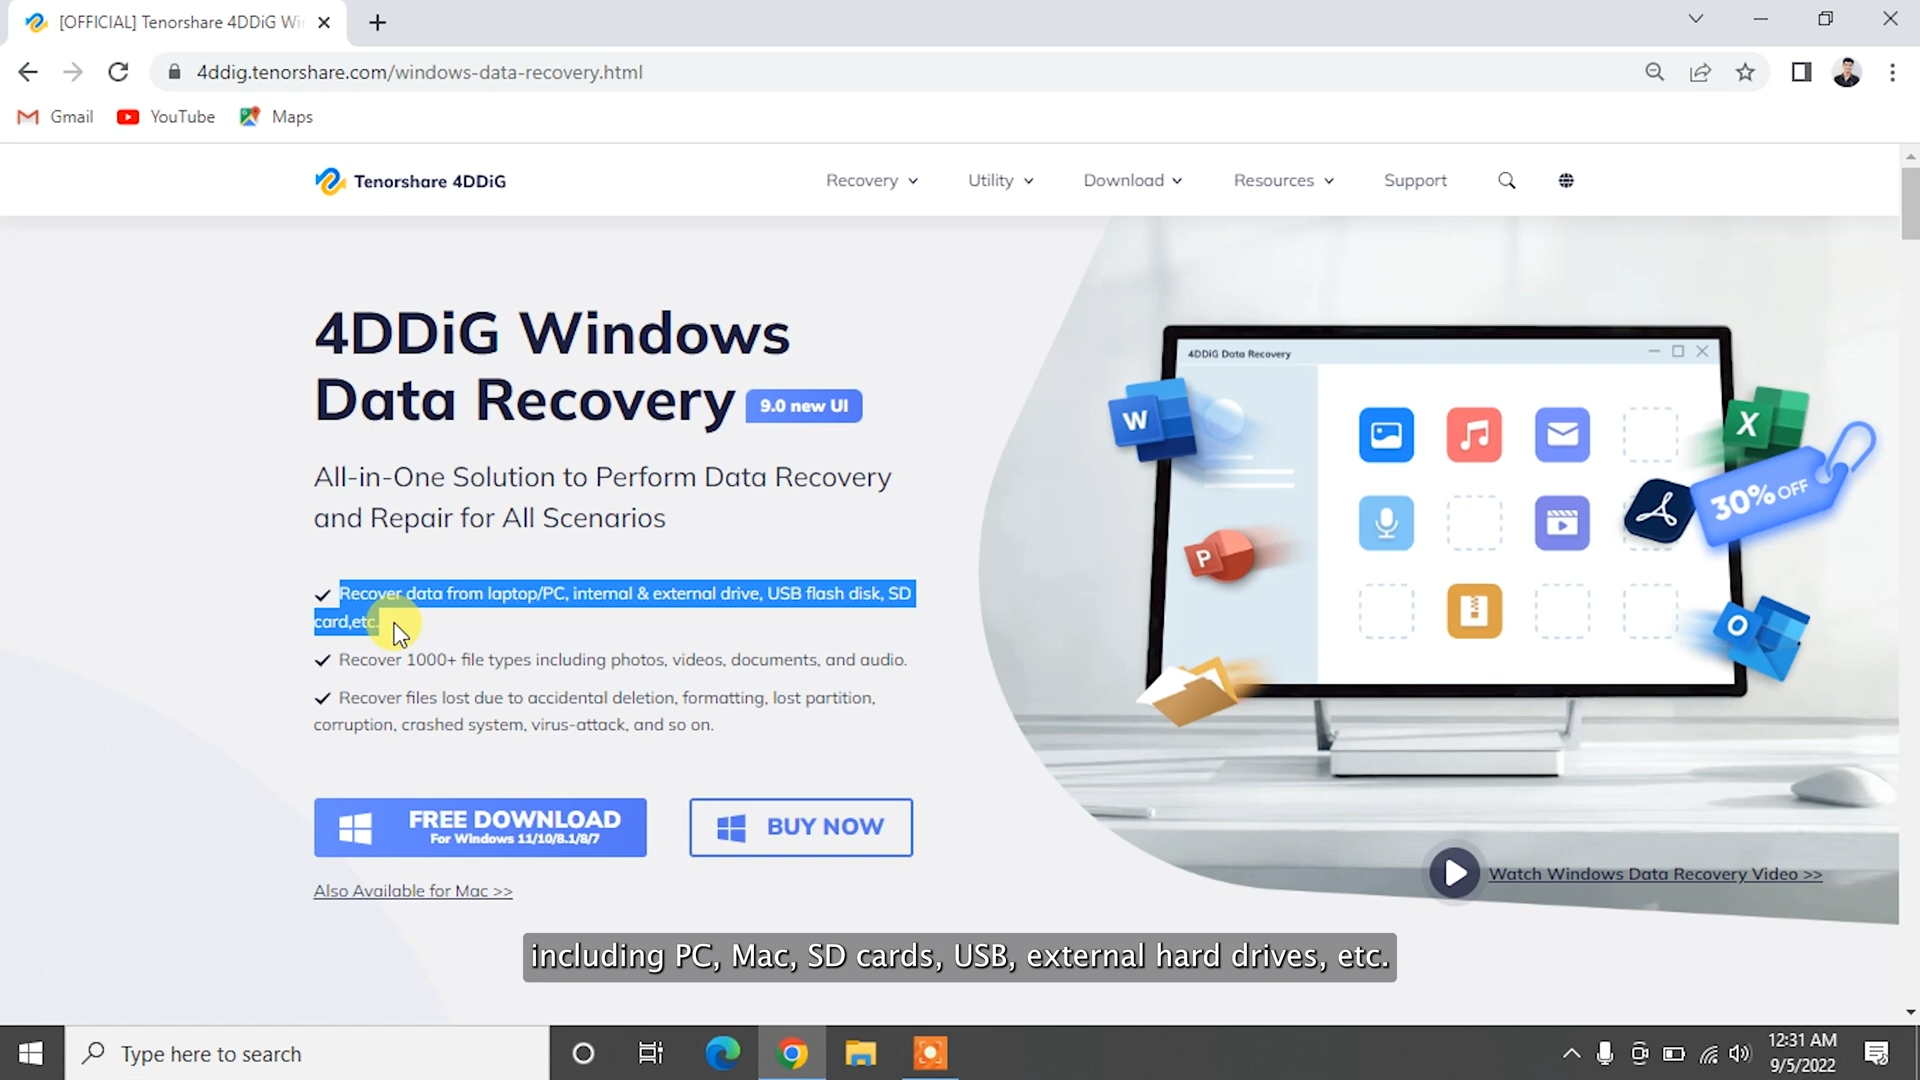 [OFFICIAL] Tenorshare 4DDiG Wi
4ddig.tenorshare.com/windows-data-recovery.html
Gmail YouTube Maps
Tenorshare 4DDiG
Recovery Utility Download Resources Support
4DDiG Windows
Data Recovery 9.0 new UI
All-in-One Solution to Perform Data Recovery
and Repair for All Scenarios
Recover data from laptop/PC, internal & external drive, USB flash disk, SD
card,etc.
Recover 1000+ file types including photos, videos, documents, and audio.
Recover files lost due to accidental deletion, formatting, lost partition,
corruption, crashed system, virus-attack, and so on.
FREE DOWNLOAD
For Windows 11/10/8.1/8/7
BUY NOW
Also Available for Mac >>
4DDiG Data Recovery
W
X
P
O
30% OFF
Watch Windows Data Recovery Video >>
including PC, Mac, SD cards, USB, external hard drives, etc.
Type here to search
12:31 AM
9/5/2022